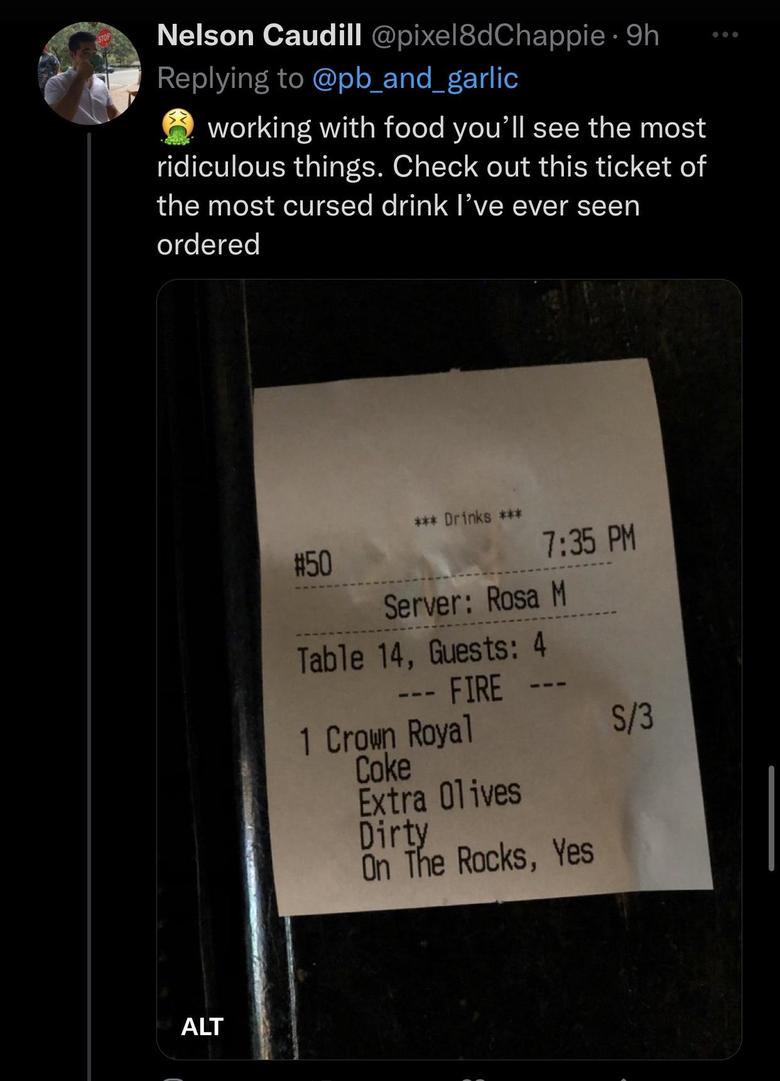 Nelson Caudill @pixel8dChappie · 9h
Replying to @pb_and_garlic
🤮 working with food you’ll see the most
ridiculous things. Check out this ticket of
the most cursed drink I’ve ever seen
ordered
STOP
*** Drinks ***
#50 7:35 PM
Server: Rosa M
Table 14, Guests: 4
--- FIRE ---
1 Crown Royal S/3
Coke
Extra Olives
Dirty
On The Rocks, Yes
ALT